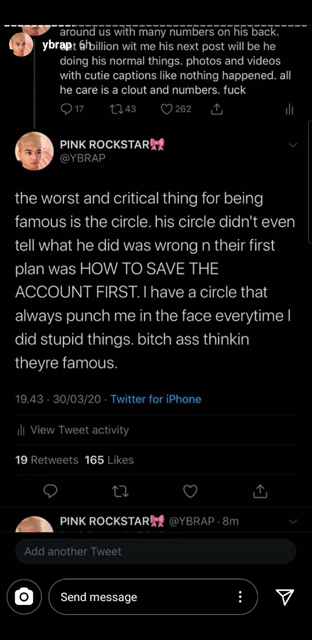 around us with many numbers on his back.
bet a billion wit me his next post will be he
ybrap 6h
doing his normal things. photos and videos
with cutie captions like nothing happened. all
he care is a clout and numbers. fuck
17 43 262
PINK ROCKSTAR🎀
@YBRAP
the worst and critical thing for being
famous is the circle. his circle didn't even
tell what he did was wrong n their first
plan was HOW TO SAVE THE
ACCOUNT FIRST. I have a circle that
always punch me in the face everytime I
did stupid things. bitch ass thinkin
theyre famous.
19.43 · 30/03/20 · Twitter for iPhone
View Tweet activity
19 Retweets 165 Likes
PINK ROCKSTAR🎀 @YBRAP · 8m
Add another Tweet
Send message